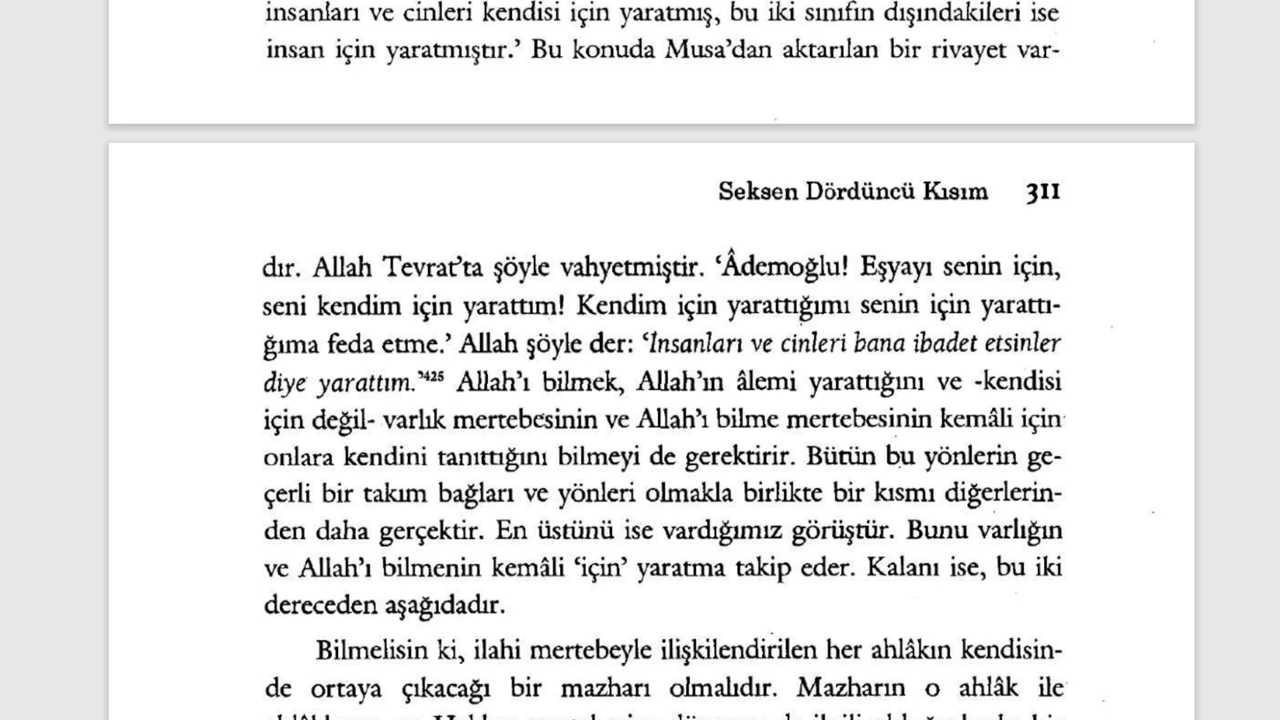 insanları ve cinleri kendisi için yaratmış, bu iki sınıfın dışındakileri ise
insan için yaratmıştır.’ Bu konuda Musa’dan aktarılan bir rivayet var-
Seksen Dördüncü Kısım 311
dır. Allah Tevrat’ta şöyle vahyetmiştir. ‘Âdemoğlu! Eşyayı senin için,
seni kendim için yarattım! Kendim için yarattığımı senin için yarattı-
ğıma feda etme.’ Allah şöyle der: ‘İnsanları ve cinleri bana ibadet etsinler
diye yarattım.’425 Allah’ı bilmek, Allah’ın âlemi yarattığını ve -kendisi
için değil- varlık mertebesinin ve Allah’ı bilme mertebesinin kemâli için
onlara kendini tanıttığını bilmeyi de gerektirir. Bütün bu yönlerin ge-
çerli bir takım bağları ve yönleri olmakla birlikte bir kısmı diğerlerin-
den daha gerçektir. En üstünü ise vardığımız görüştür. Bunu varlığın
ve Allah’ı bilmenin kemâli ‘için’ yaratma takip eder. Kalanı ise, bu iki
dereceden aşağıdadır.
Bilmelisin ki, ilahi mertebeyle ilişkilendirilen her ahlâkın kendisin-
de ortaya çıkacağı bir mazharı olmalıdır. Mazharın o ahlâk ile